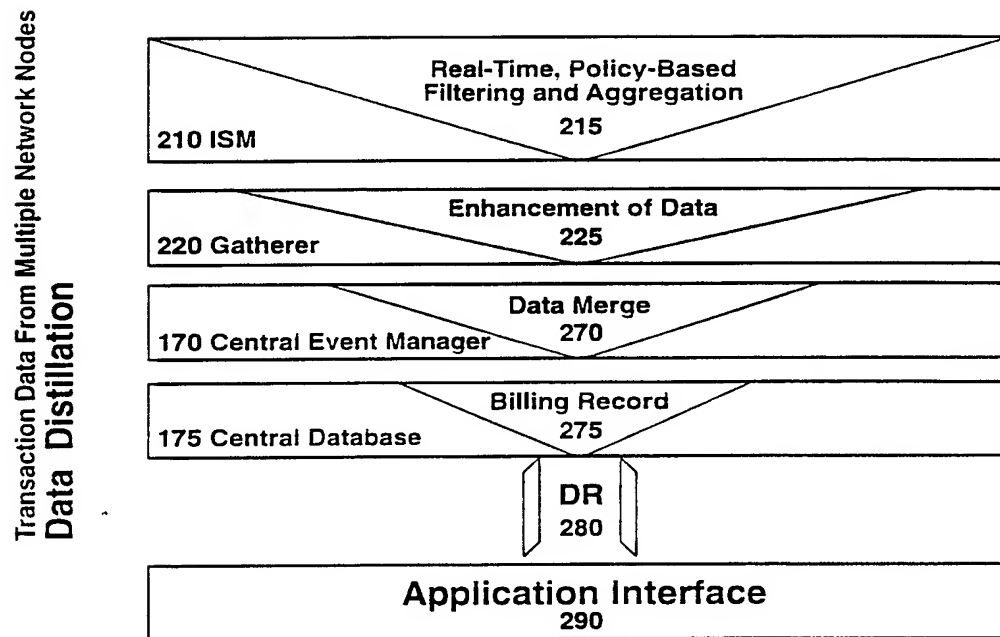 Transaction Data From Multiple Network Nodes
Data Distillation
Real-Time, Policy-Based
Filtering and Aggregation
215
210 ISM
Enhancement of Data
225
220 Gatherer
Data Merge
270
170 Central Event Manager
Billing Record
275
175 Central Database
DR
280
Application Interface
290